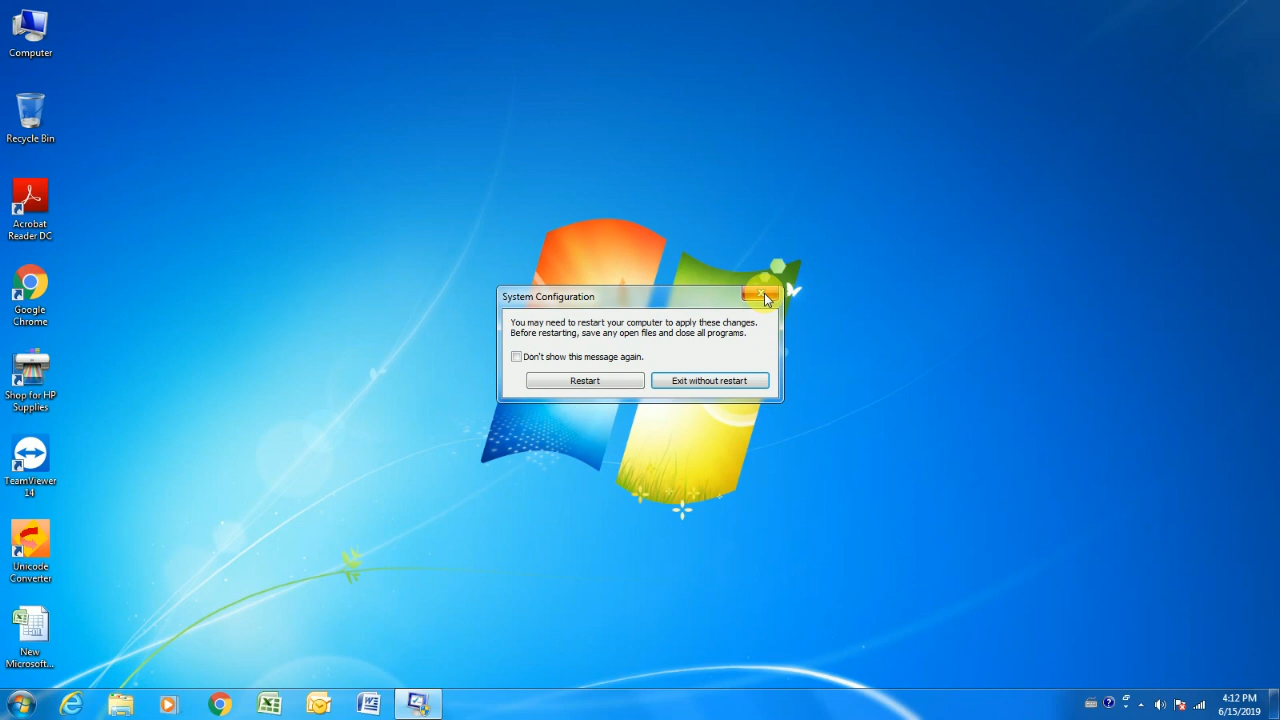 Computer
Recycle Bin
Acrobat
Reader DC
Google
Chrome
Shop for HP
Supplies
TeamViewer
14
Unicode
Converter
New
Microsoft...
System Configuration
You may need to restart your computer to apply these changes.
Before restarting, save any open files and close all programs.
Don't show this message again.
Restart
Exit without restart
4:12 PM
6/15/2019